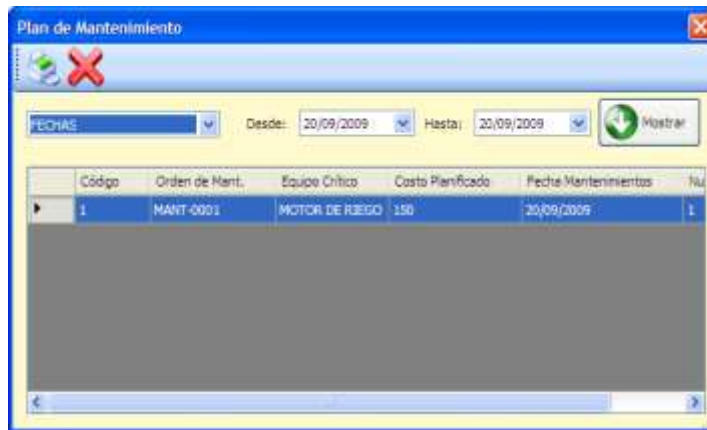 Plan de Mantenimiento
FECHAS Desde: 20/09/2009 Hasta: 20/09/2009 Mostrar
Código Orden de Mant. Equipo Crítico Costo Planificado Fecha Mantenimientos Nu
1 MANT-0001 MOTOR DE RIEGO 150 20/09/2009 1